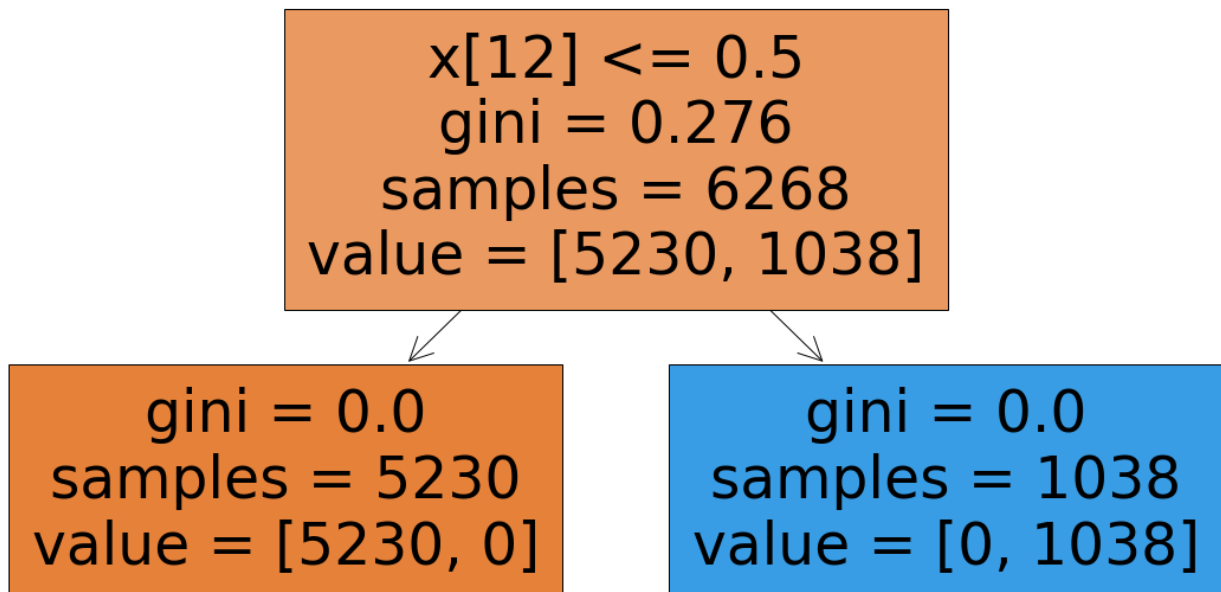 x[12] <= 0.5
gini = 0.276
samples = 6268
value = [5230, 1038]
gini = 0.0
samples = 5230
value = [5230, 0]
gini = 0.0
samples = 1038
value = [0, 1038]